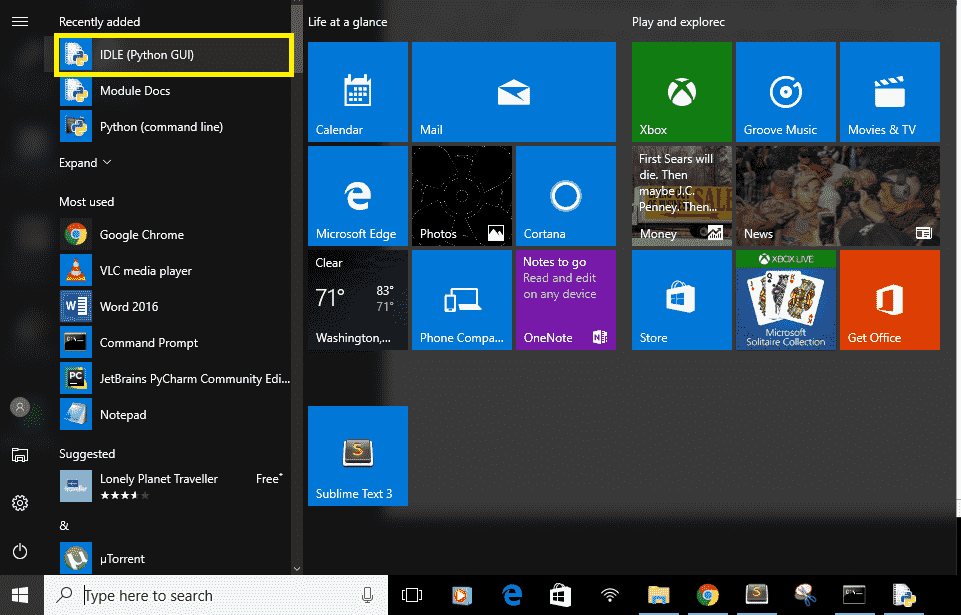 Recently added
IDLE (Python GUI)
Module Docs
Python (command line)
Expand
Most used
Google Chrome
VLC media player
Word 2016
Command Prompt
JetBrains PyCharm Community Edi...
Notepad
Suggested
Lonely Planet Traveller
Free*
&
µTorrent
Type here to search
Life at a glance
Calendar
Mail
Microsoft Edge
Photos
Cortana
Clear
71°
83°
71°
Washington,...
Phone Compa...
Notes to go
Read and edit
on any device
OneNote
Sublime Text 3
Play and explorec
Xbox
Groove Music
Movies & TV
First Sears will
die. Then
maybe J.C.
Penney. Then...
Money
News
Store
XBOX LIVE
Microsoft
Solitaire Collection
Get Office